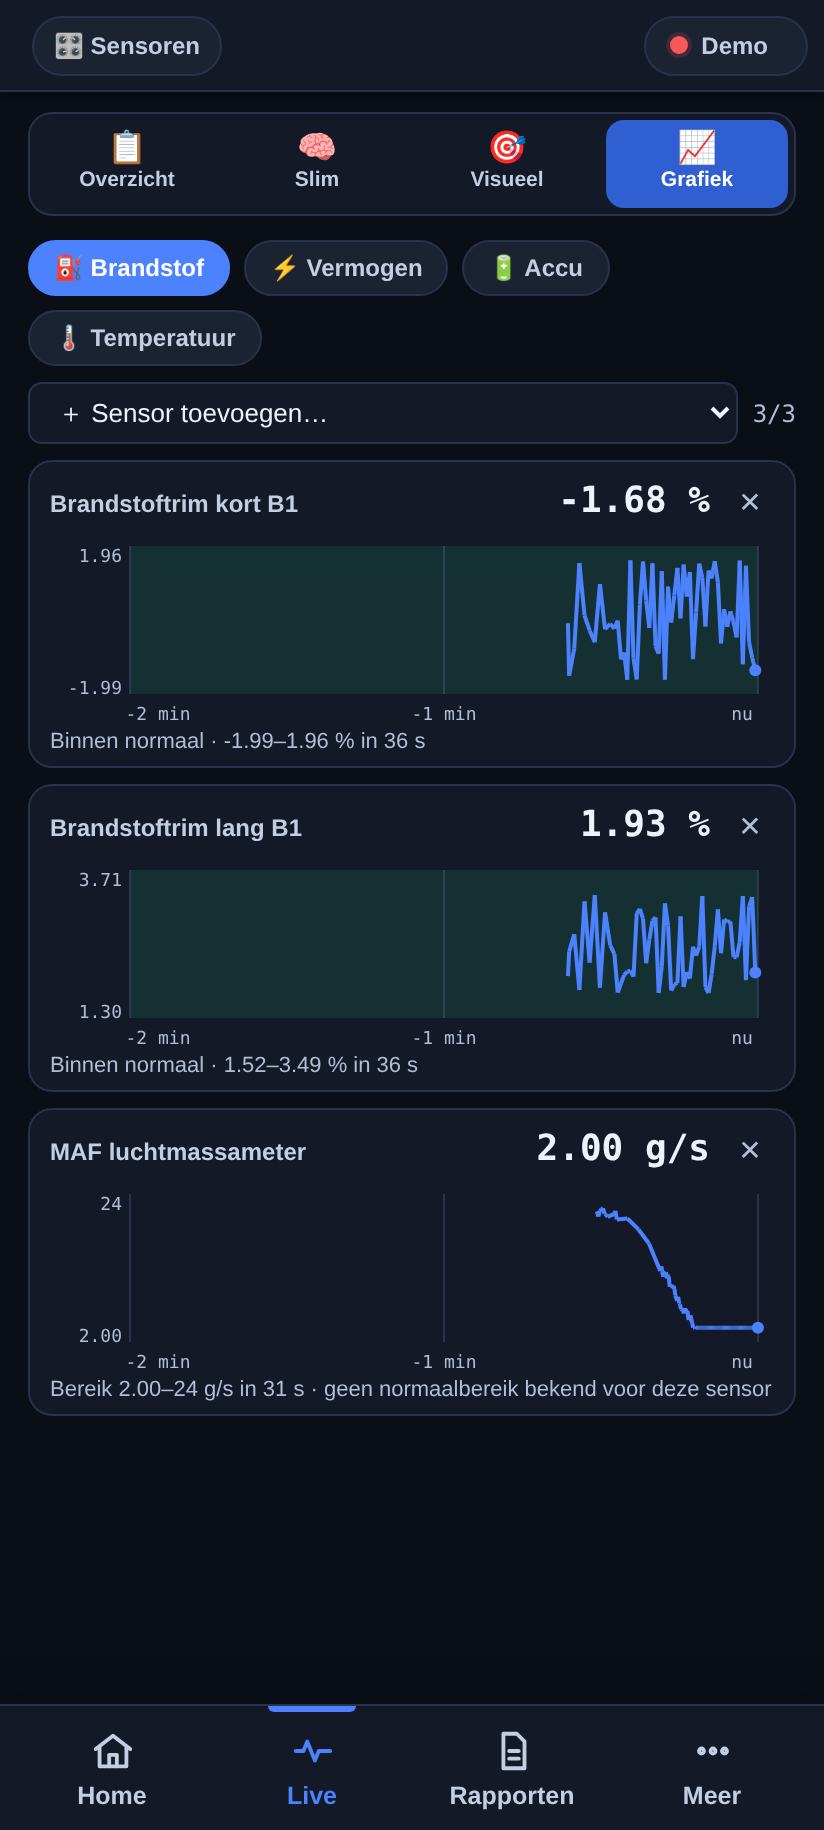 Sensoren
Demo
Overzicht
Slim
Visueel
Grafiek
Brandstof
Vermogen
Accu
Temperatuur
+ Sensor toevoegen…
3/3
Brandstoftrim kort B1
-1.68 % ✕
1.96
-1.99
-2 min
-1 min
nu
Binnen normaal · -1.99–1.96 % in 36 s
Brandstoftrim lang B1
1.93 % ✕
3.71
1.30
-2 min
-1 min
nu
Binnen normaal · 1.52–3.49 % in 36 s
MAF luchtmassameter
2.00 g/s ✕
24
2.00
-2 min
-1 min
nu
Bereik 2.00–24 g/s in 31 s · geen normaalbereik bekend voor deze sensor
Home
Live
Rapporten
Meer